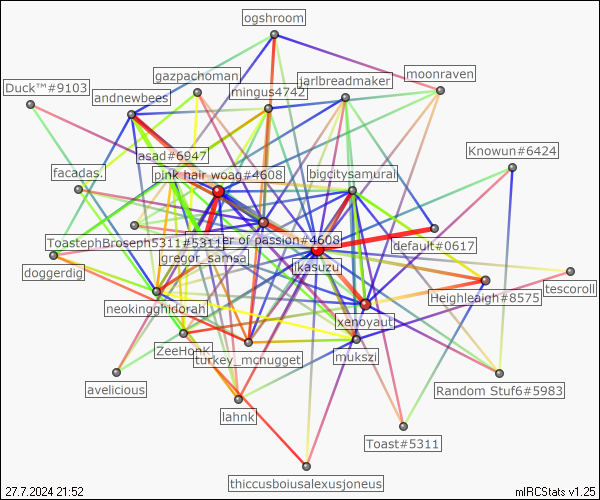 ogshroom
gazpachoman
moonraven
Duck™#9103
mingus4742
jarlbreadmaker
andnewbees
asad#6947
Knowun#6424
facadas.
pink hair woag#4608
bigcitysamurai
ToastephBroseph5311#5311
er of passion#4608
default#0617
gregor_samsa
doggerdig
jkasuzu
tescoroll
Heighleaigh#8575
neokingghidorah
xenoyaut
ZeeHonk
turkey_mcnugget
mukszi
avelicious
Random Stuf6#5983
lahnk
Toast#5311
thiccusboiusalexusjoneus
27.7.2024 21:52
mIRCStats v1.25